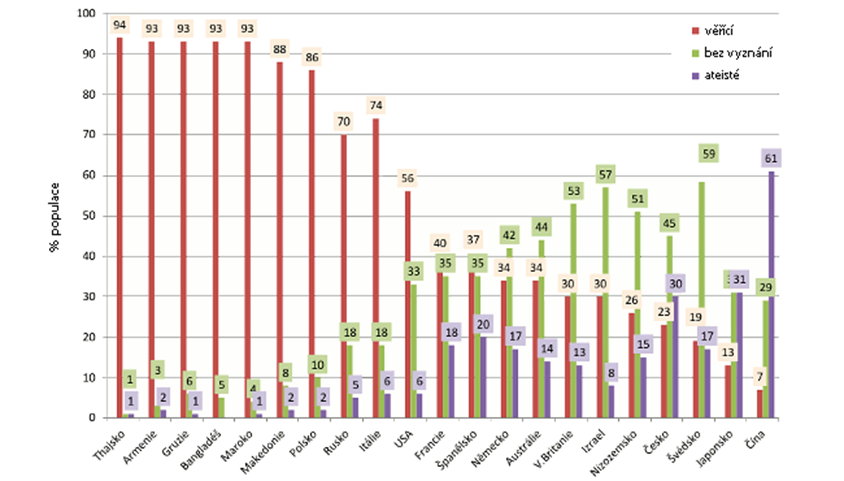 100
90
80
70
60
50
40
30
20
10
0
% populace
věřící
bez vyznání
ateisté
94
93
93
93
93
88
86
70
74
56
40
37
34
34
30
30
26
23
19
13
7
1
3
6
5
4
8
10
18
18
33
35
35
42
44
53
57
51
45
59
29
1
2
1
1
2
2
5
6
6
18
20
17
14
13
8
15
30
17
31
61
Thajsko
Armenie
Gruzie
Bangladéš
Maroko
Makedonie
Polsko
Rusko
Itálie
USA
Francie
Španělsko
Německo
Austrálie
V.Británie
Izrael
Nizozemsko
Česko
Švédsko
Japonsko
Čína